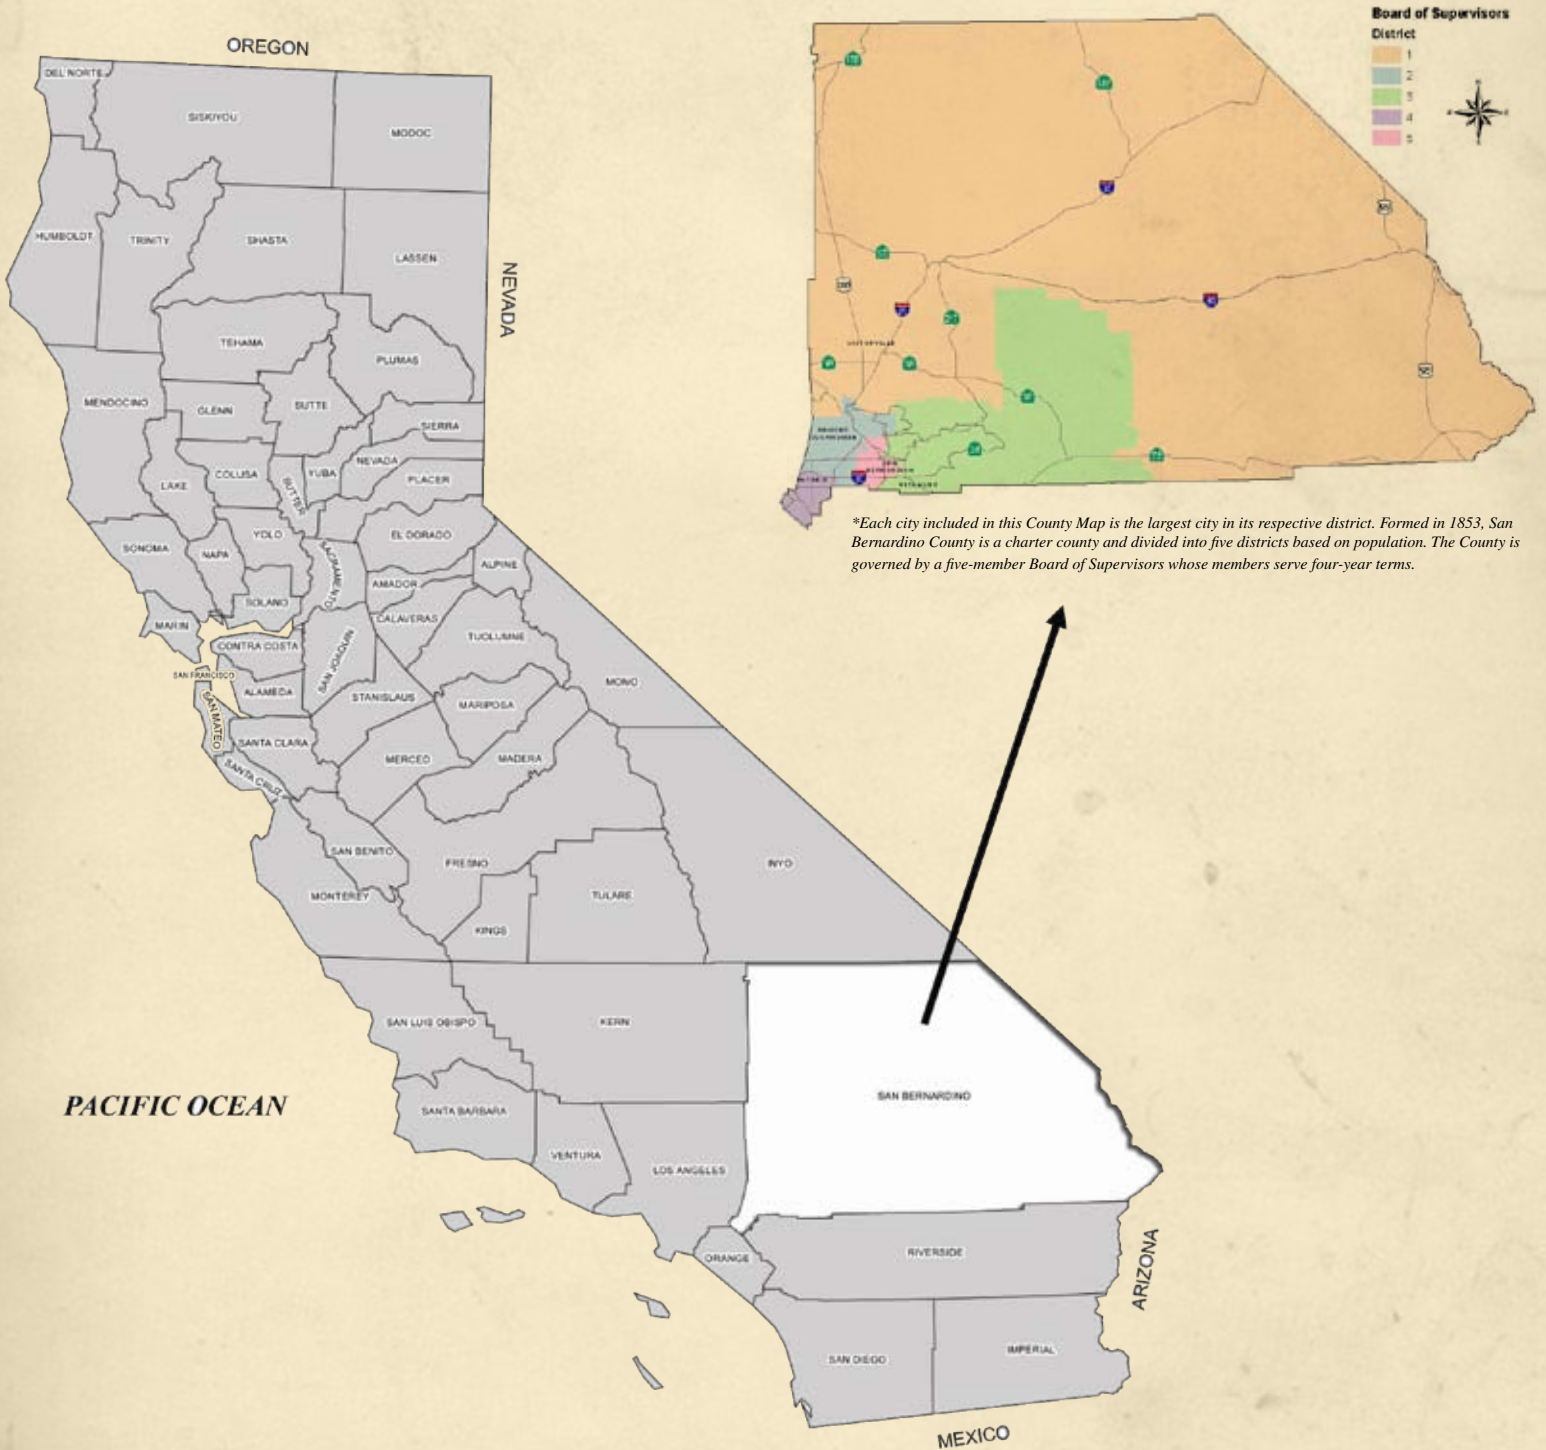 OREGON
DEL NORTE
SISKIYOU
MODOC
HUMBOLDT
TRINITY
SHASTA
LASSEN
NEVADA
TEHAMA
PLUMAS
MENDOCINO
GLENN
BUTTE
SIERRA
LAKE
COLUSA
SUTTER
YUBA
NEVADA
PLACER
SONOMA
NAPA
YOLO
SACRAMENTO
EL DORADO
ALPINE
SOLANO
AMADOR
MARIN
CALAVERAS
CONTRA COSTA
SAN JOAQUIN
TUOLUMNE
SAN FRANCISCO
ALAMEDA
STANISLAUS
MONO
SAN MATEO
MARIPOSA
SANTA CLARA
MERCED
MADERA
SANTA CRUZ
SAN BENITO
FRESNO
INYO
MONTEREY
TULARE
KINGS
SAN LUIS OBISPO
KERN
SAN BERNARDINO
PACIFIC OCEAN
SANTA BARBARA
VENTURA
LOS ANGELES
ORANGE
RIVERSIDE
ARIZONA
SAN DIEGO
IMPERIAL
MEXICO
Board of Supervisors
District
1
2
3
4
5
*Each city included in this County Map is the largest city in its respective district. Formed in 1853, San
Bernardino County is a charter county and divided into five districts based on population. The County is
governed by a five-member Board of Supervisors whose members serve four-year terms.